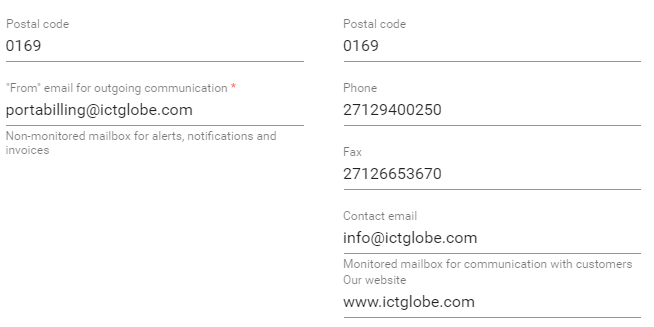 Postal code
0169
"From" email for outgoing communication *
portabilling@ictglobe.com
Non-monitored mailbox for alerts, notifications and
invoices
Postal code
0169
Phone
27129400250
Fax
27126653670
Contact email
info@ictglobe.com
Monitored mailbox for communication with customers
Our website
www.ictglobe.com